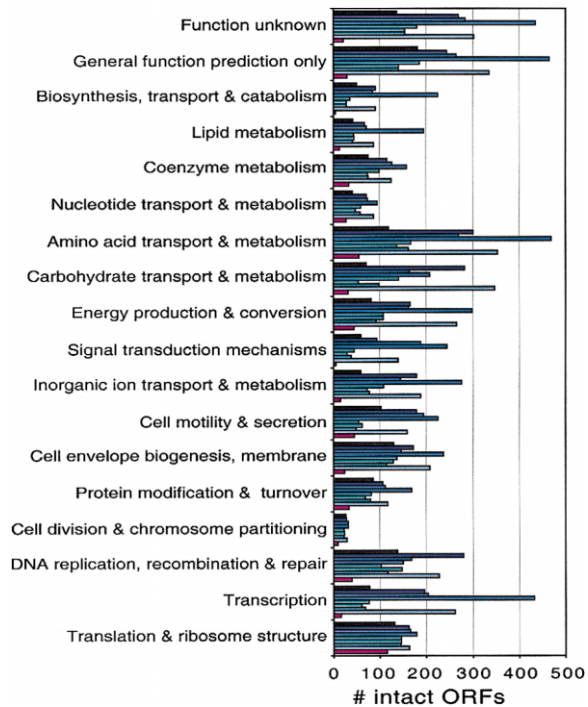 Function unknown
General function prediction only
Biosynthesis, transport & catabolism
Lipid metabolism
Coenzyme metabolism
Nucleotide transport & metabolism
Amino acid transport & metabolism
Carbohydrate transport & metabolism
Energy production & conversion
Signal transduction mechanisms
Inorganic ion transport & metabolism
Cell motility & secretion
Cell envelope biogenesis, membrane
Protein modification & turnover
Cell division & chromosome partitioning
DNA replication, recombination & repair
Transcription
Translation & ribosome structure
0 100 200 300 400 500
# intact ORFs